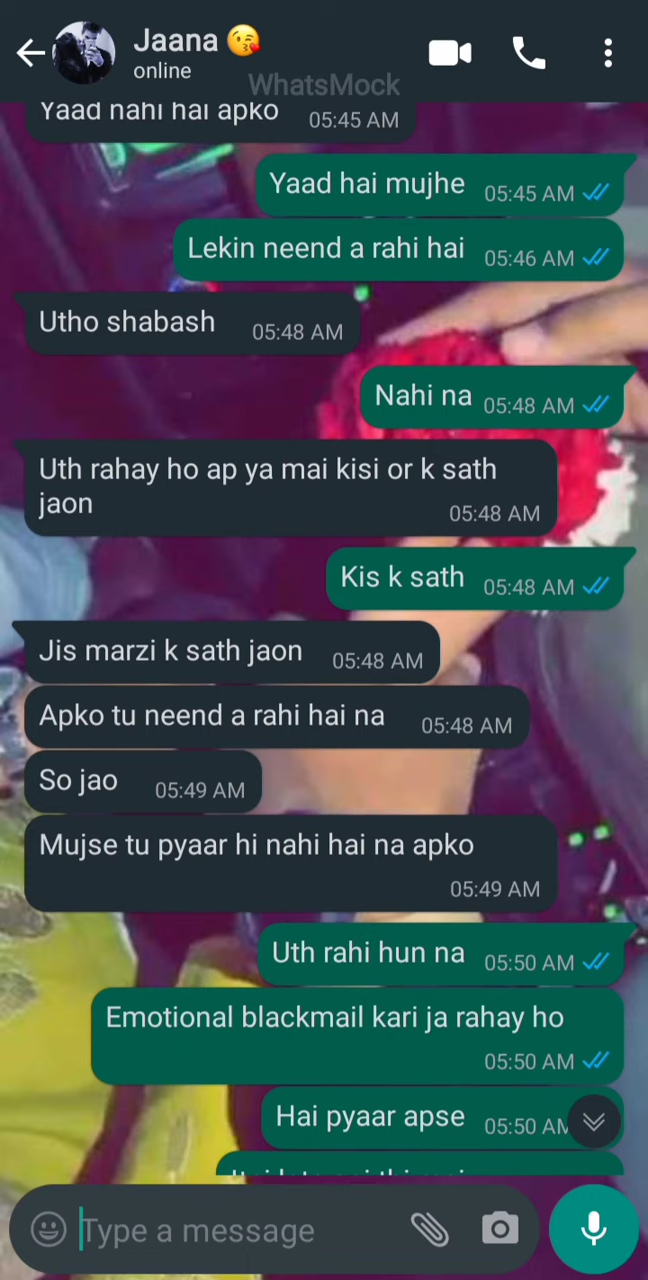 Jaana 😘
online
WhatsMock
Yaad nahi hai apko 05:45 AM
Yaad hai mujhe 05:45 AM
Lekin neend a rahi hai 05:46 AM
Utho shabash 05:48 AM
Nahi na 05:48 AM
Uth rahay ho ap ya mai kisi or k sath
jaon 05:48 AM
Kis k sath 05:48 AM
Jis marzi k sath jaon 05:48 AM
Apko tu neend a rahi hai na 05:48 AM
So jao 05:49 AM
Mujse tu pyaar hi nahi hai na apko
05:49 AM
Uth rahi hun na 05:50 AM
Emotional blackmail kari ja rahay ho
05:50 AM
Hai pyaar apse 05:50 AM
Type a message